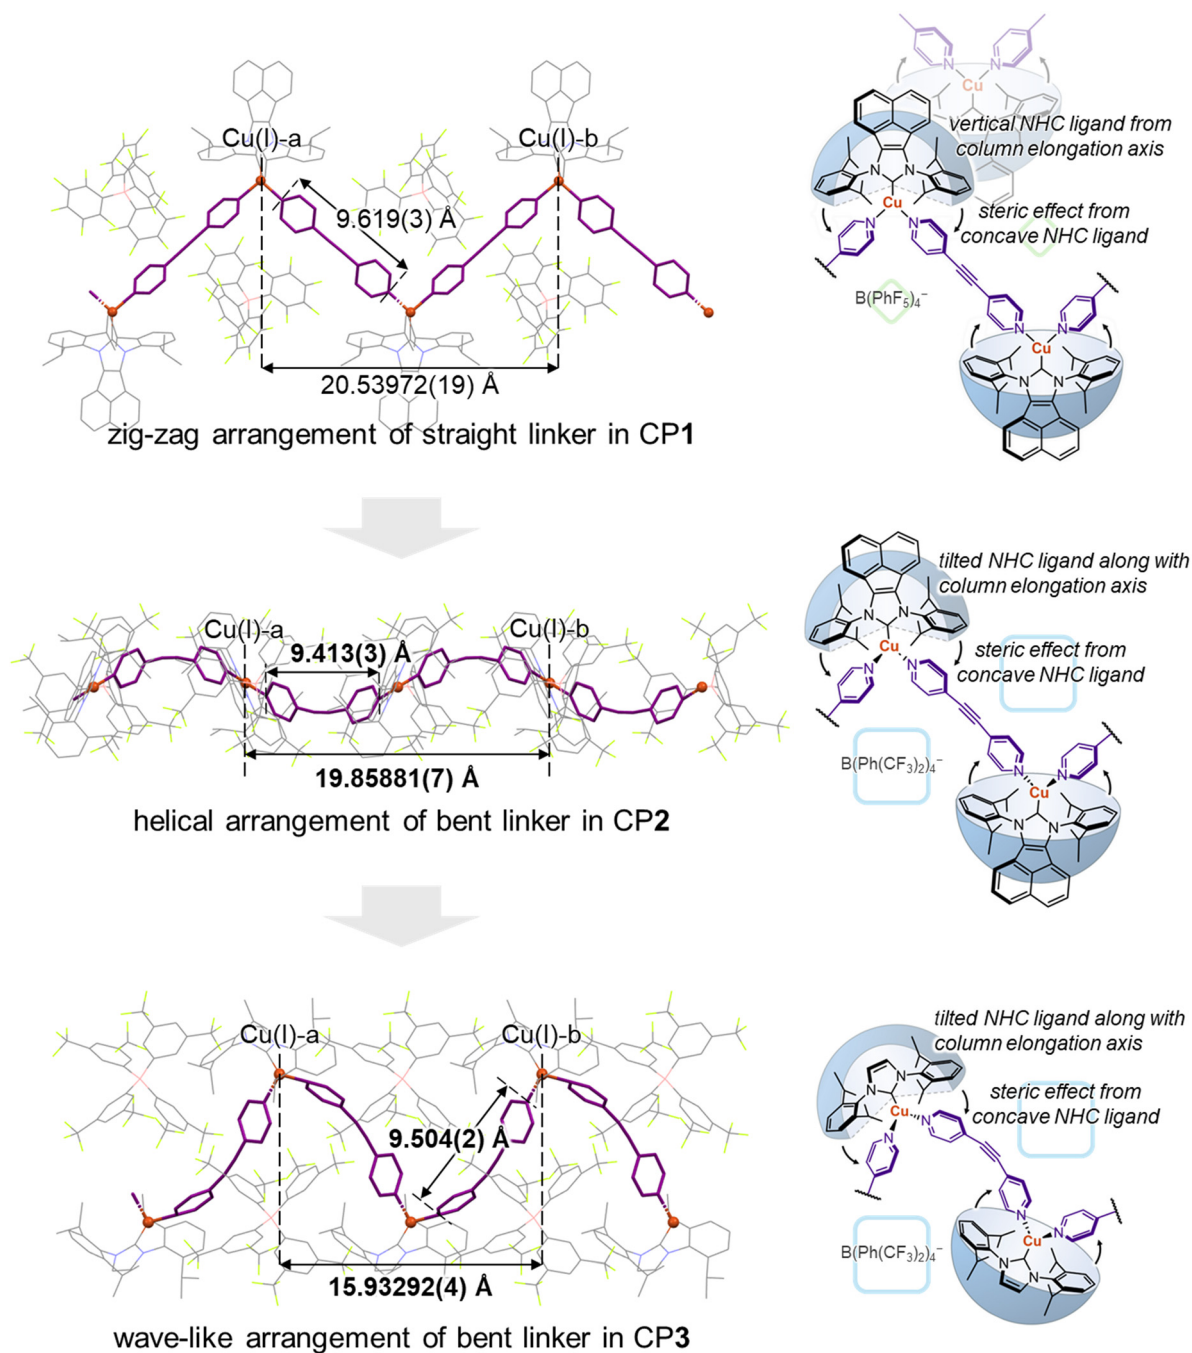 Cu(I)-a
Cu(I)-b
9.619(3) Å
20.53972(19) Å
zig-zag arrangement of straight linker in CP1
N
N
Cu
vertical NHC ligand from
column elongation axis
N
N
Cu
steric effect from
concave NHC ligand
N
N
B(PhF5)4−
N
N
Cu
N
N
Cu(I)-a
Cu(I)-b
9.413(3) Å
19.85881(7) Å
helical arrangement of bent linker in CP2
tilted NHC ligand along with
column elongation axis
N
N
Cu
steric effect from
concave NHC ligand
N
N
B(Ph(CF3)2)4−
N
N
Cu
N
N
Cu(I)-a
Cu(I)-b
9.504(2) Å
15.93292(4) Å
wave-like arrangement of bent linker in CP3
tilted NHC ligand along with
column elongation axis
N
N
steric effect from
concave NHC ligand
Cu
N
N
B(Ph(CF3)2)4−
N
N
Cu
N
N